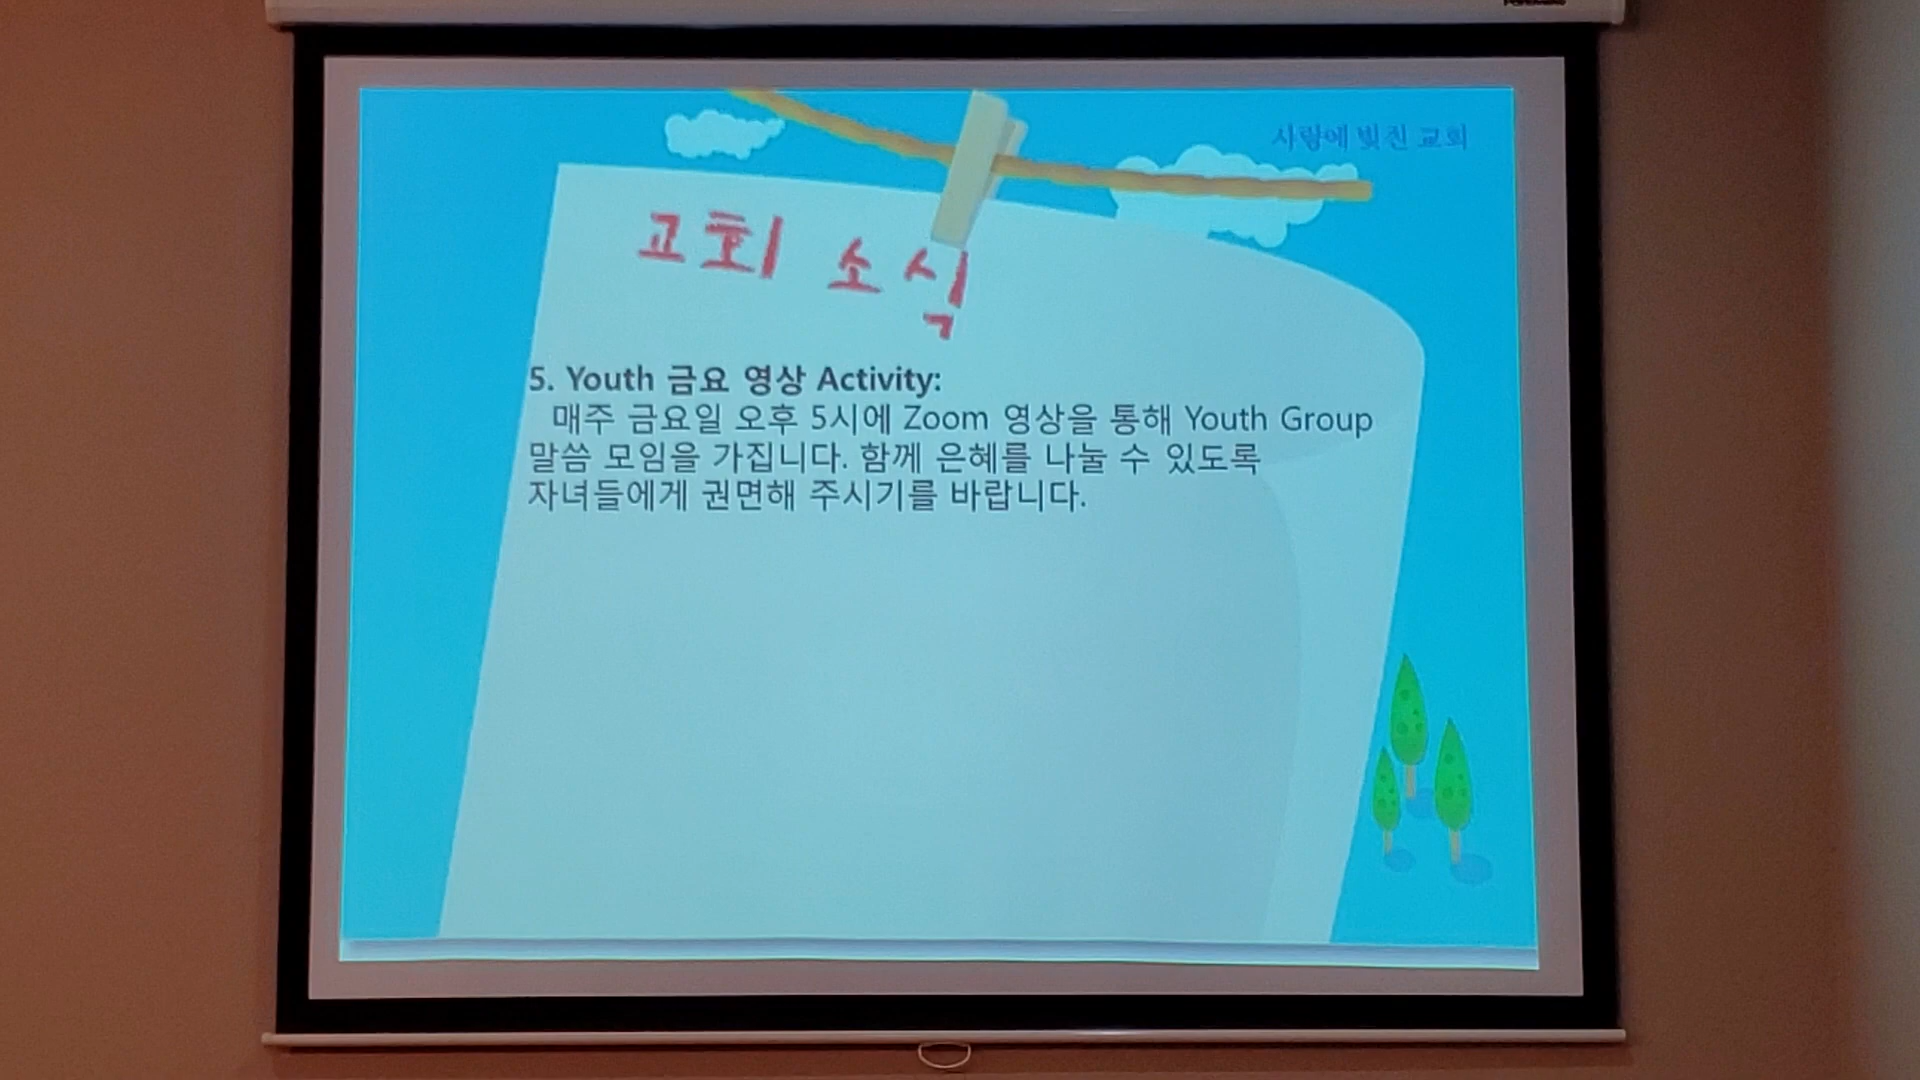 사랑에 빚진 교회
교회 소식
5. Youth 금요 영상 Activity:
매주 금요일 오후 5시에 Zoom 영상을 통해 Youth Group
말씀 모임을 가집니다. 함께 은혜를 나눌 수 있도록
자녀들에게 권면해 주시기를 바랍니다.